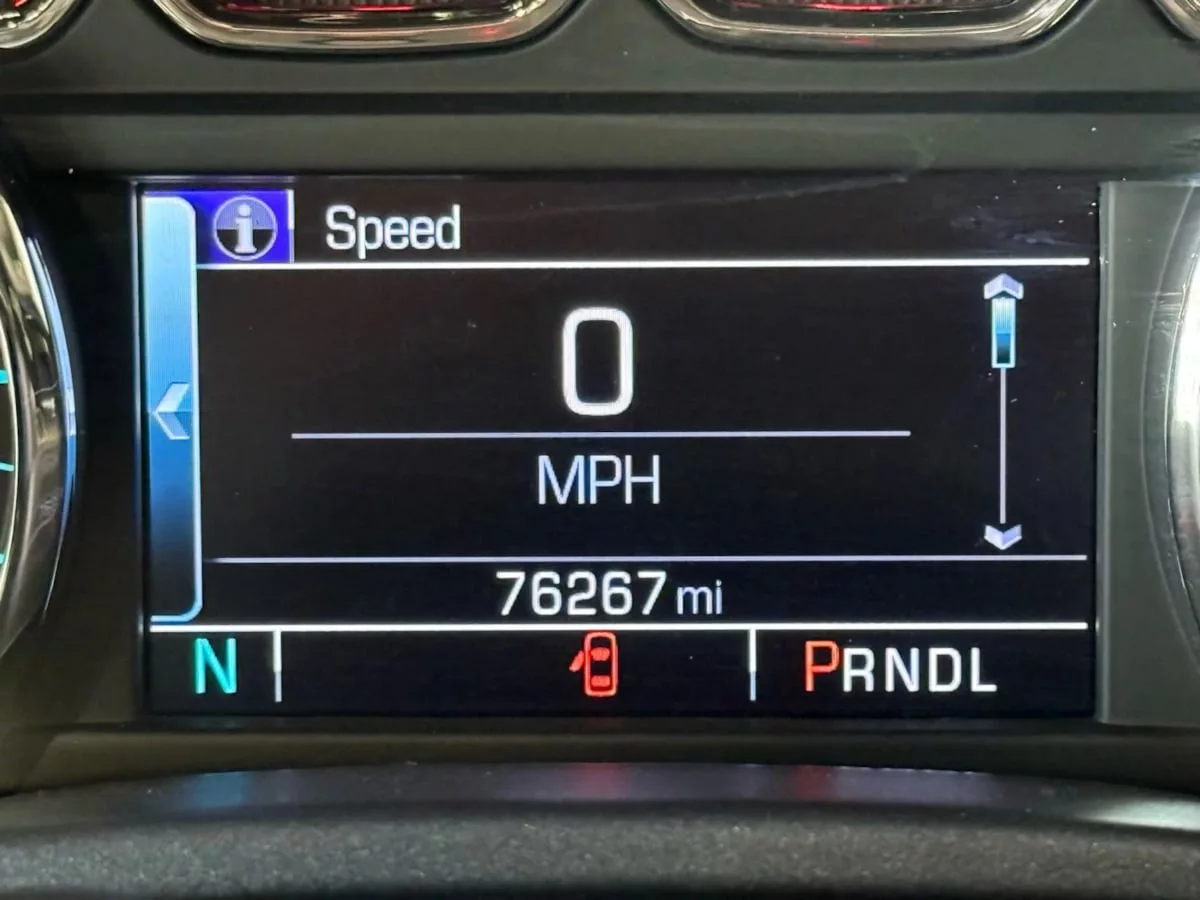 i Speed
0
MPH
76267 mi
N PRNDL